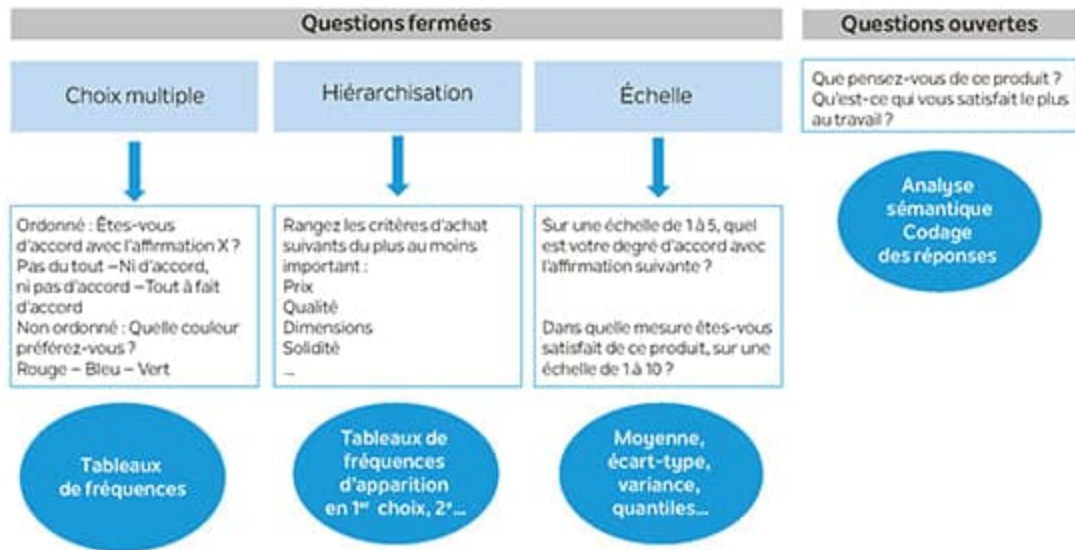 Questions fermées
Questions ouvertes
Choix multiple
Hiérarchisation
Échelle
Que pensez-vous de ce produit ?
Qu'est-ce qui vous satisfait le plus
au travail ?
Analyse
sémantique
Codage
des réponses
Ordonné : Êtes-vous
d'accord avec l'affirmation X ?
Pas du tout – Ni d'accord,
ni pas d'accord – Tout à fait
d'accord
Non ordonné : Quelle couleur
préférez-vous ?
Rouge – Bleu – Vert
Rangez les critères d'achat
suivants du plus au moins
important :
Prix
Qualité
Dimensions
Solidité
...
Sur une échelle de 1 à 5, quel
est votre degré d'accord avec
l'affirmation suivante ?
Dans quelle mesure êtes-vous
satisfait de ce produit, sur une
échelle de 1 à 10 ?
Tableaux
de fréquences
Tableaux de
fréquences
d'apparition
en 1er choix, 2e...
Moyenne,
écart-type,
variance,
quantiles...